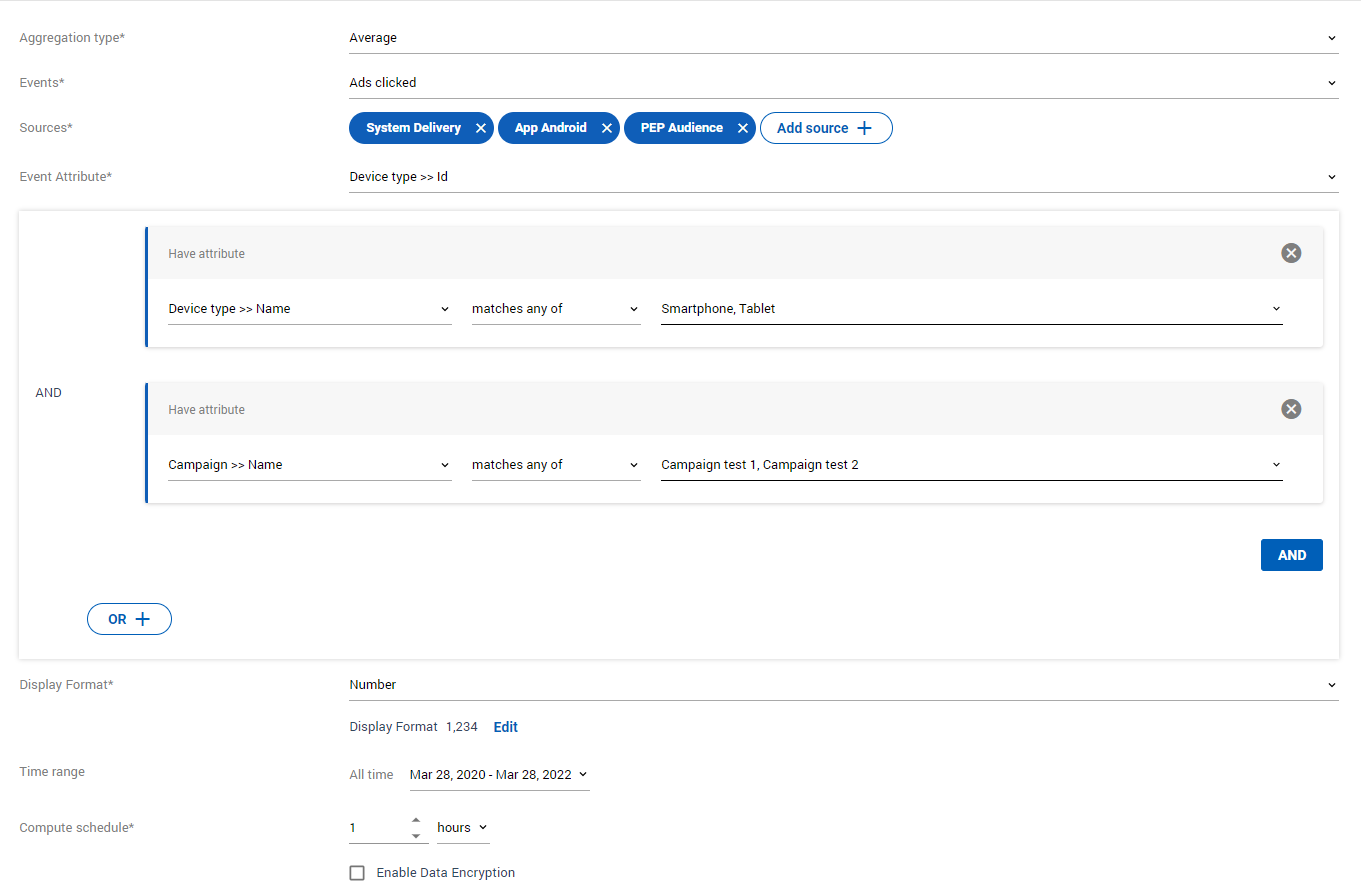 Aggregation type* Average
Events* Ads clicked
Sources* System Delivery App Android PEP Audience Add source
Event Attribute* Device type >> Id
Have attribute
Device type >> Name matches any of Smartphone, Tablet
AND
Have attribute
Campaign >> Name matches any of Campaign test 1, Campaign test 2
AND
OR
Display Format* Number
Display Format 1,234 Edit
Time range All time Mar 28, 2020 - Mar 28, 2022
Compute schedule* 1 hours
Enable Data Encryption